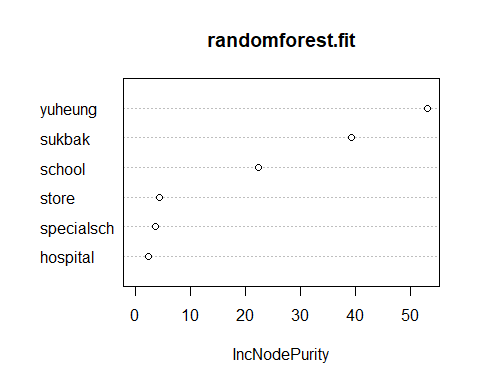 randomforest.fit
yuheung
sukbak
school
store
specialsch
hospital
0 10 20 30 40 50
IncNodePurity